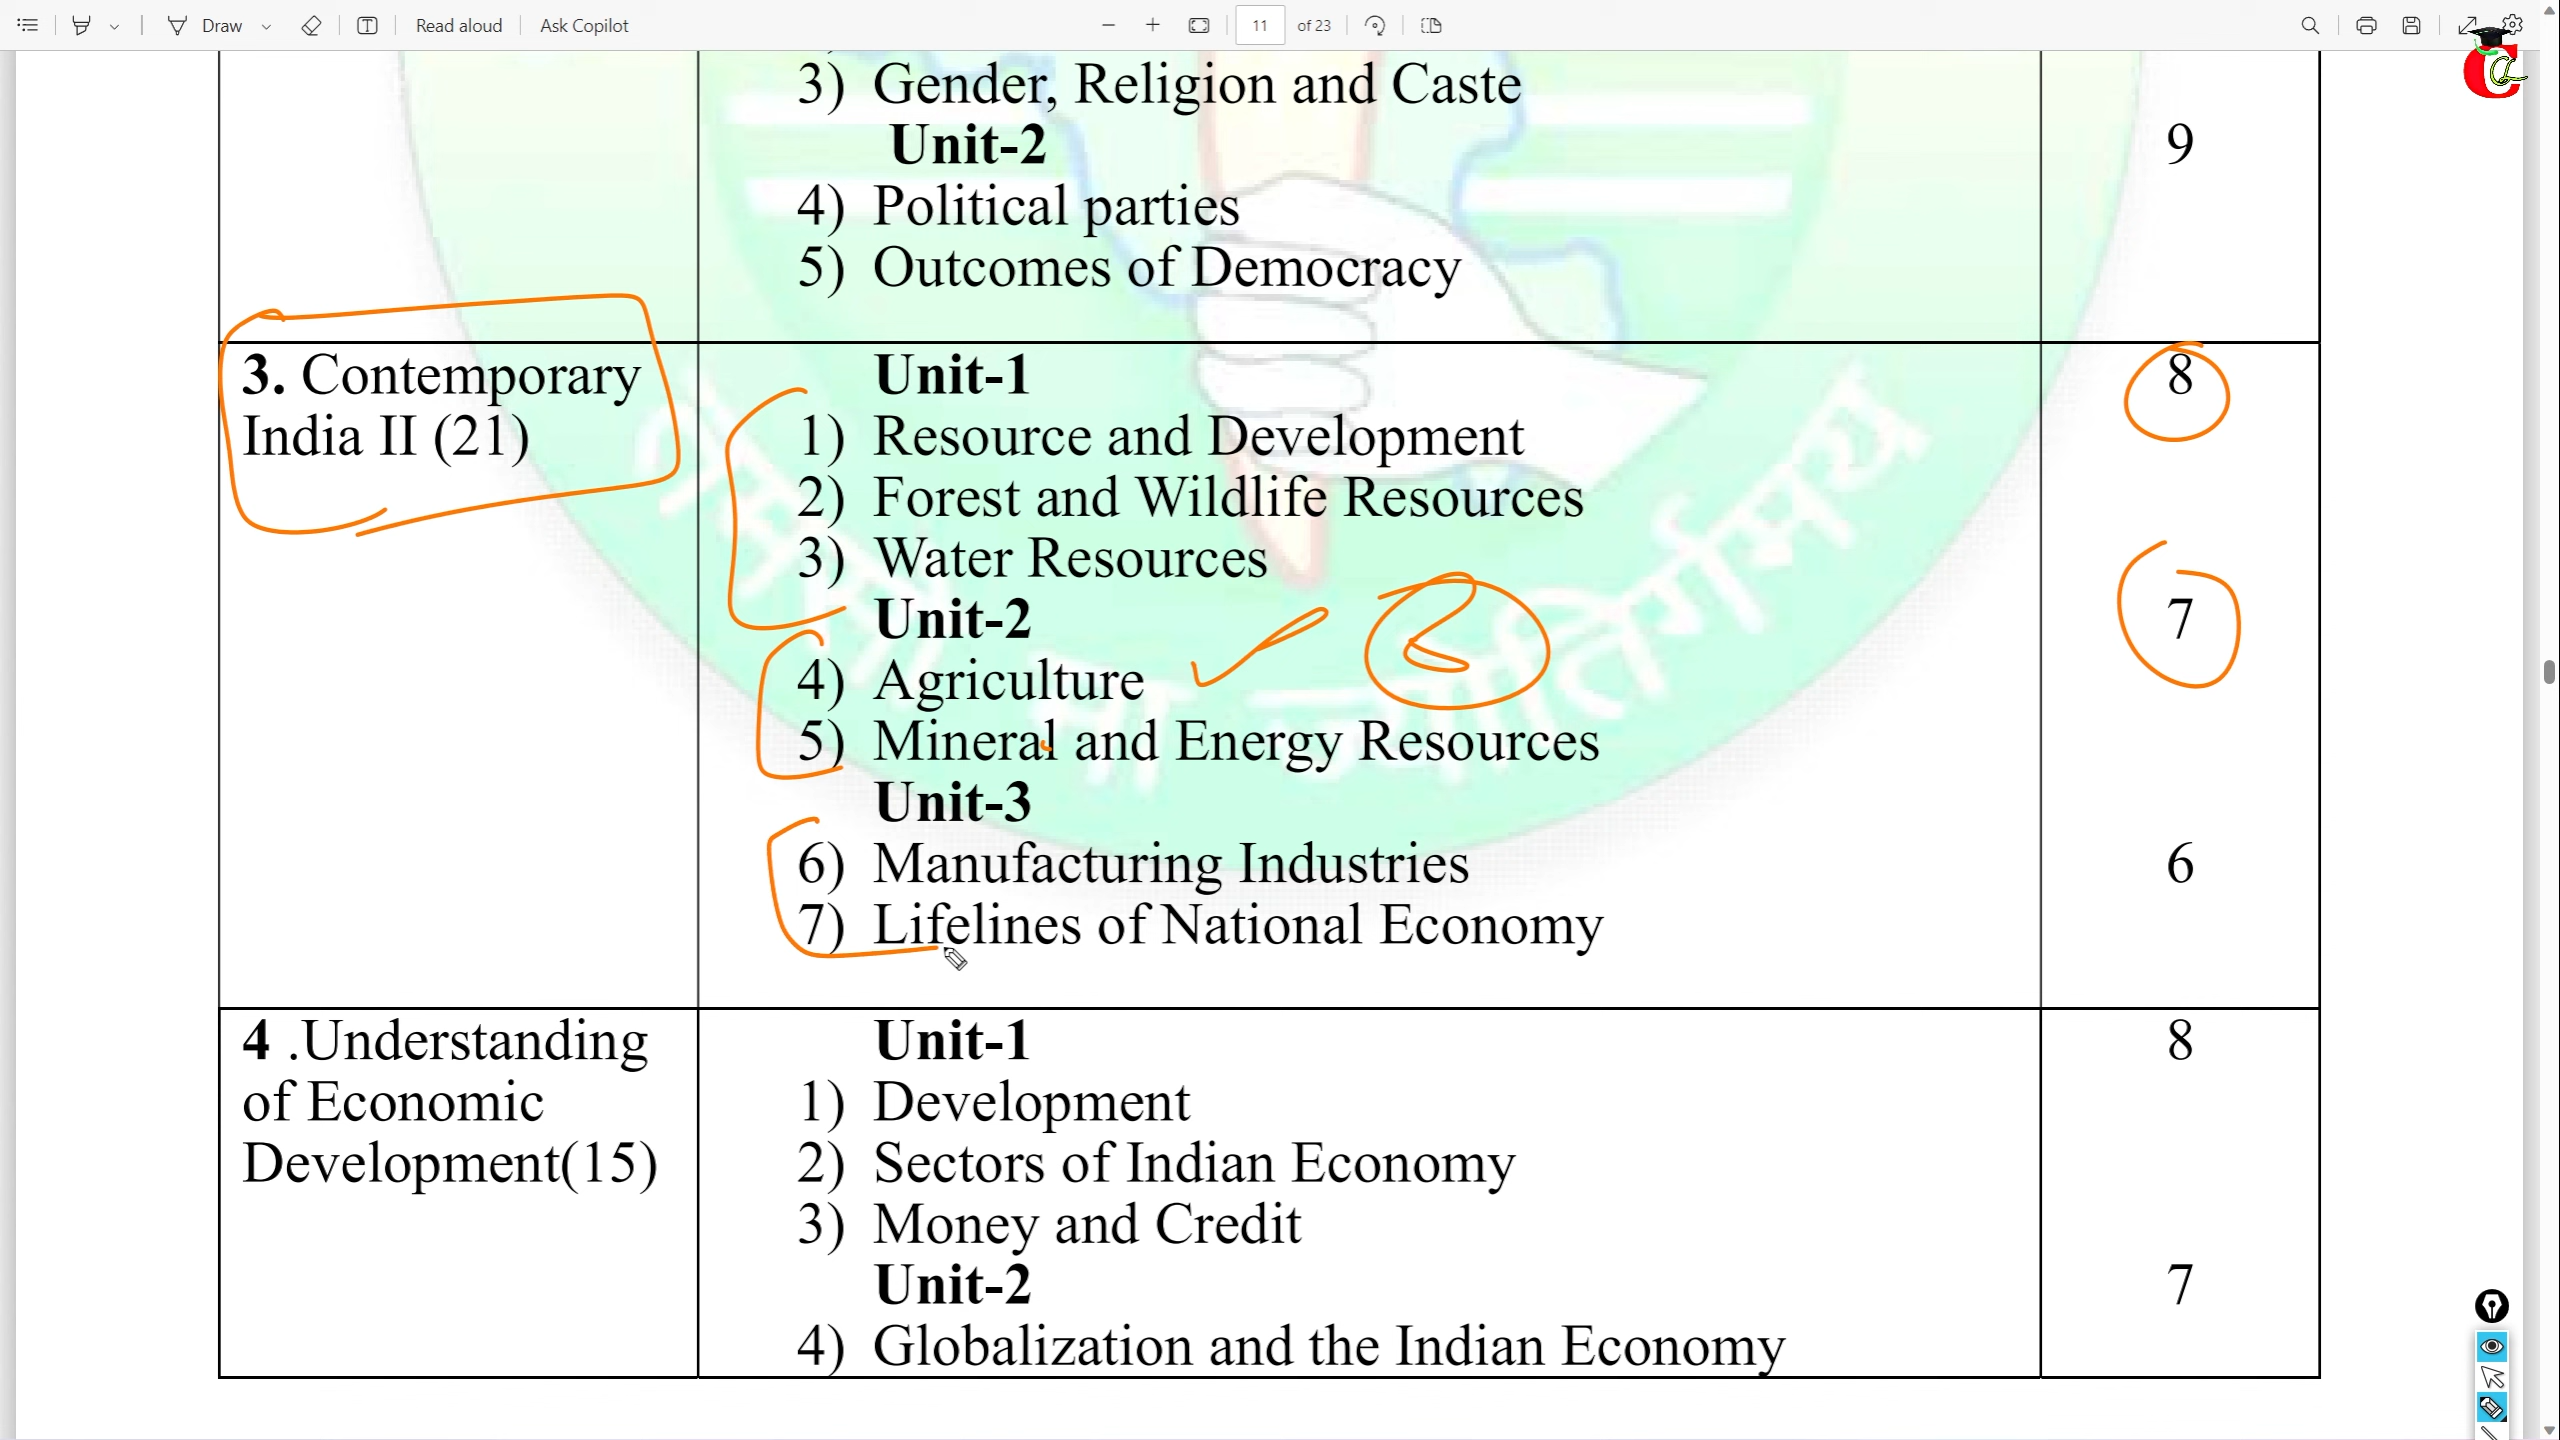 Draw
Read aloud
Ask Copilot
11
of 23
3) Gender, Religion and Caste
Unit-2
9
4) Political parties
5) Outcomes of Democracy
3. Contemporary
India II (21)
Unit-1
8
1) Resource and Development
2) Forest and Wildlife Resources
3) Water Resources
Unit-2
7
4) Agriculture
5) Mineral and Energy Resources
Unit-3
6) Manufacturing Industries
6
7) Lifelines of National Economy
4 .Understanding
of Economic
Development(15)
Unit-1
8
1) Development
2) Sectors of Indian Economy
3) Money and Credit
Unit-2
7
4) Globalization and the Indian Economy
ज्योतिर्गमय